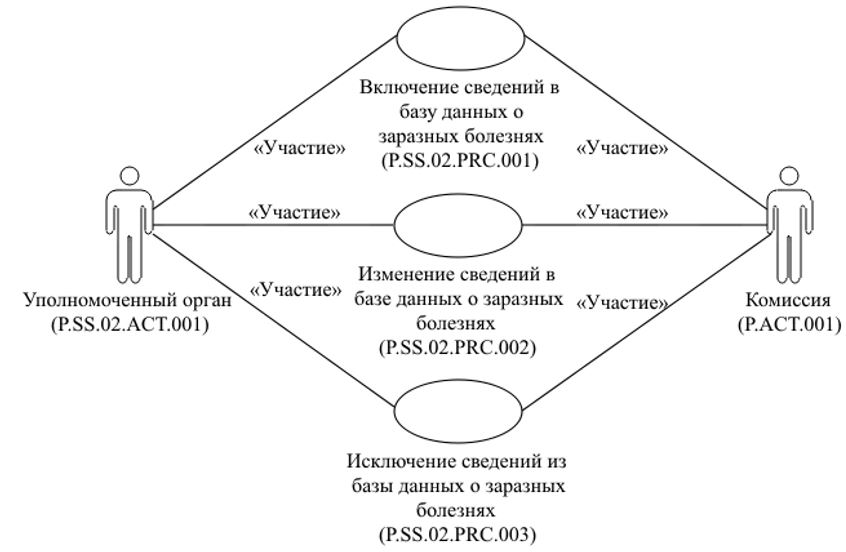 Включение сведений в
базу данных о
заразных болезнях
(P.SS.02.PRC.001)
«Участие»
«Участие»
«Участие»
«Участие»
Уполномоченный орган
(P.SS.02.ACT.001)
Изменение сведений в
базе данных о заразных
болезнях
(P.SS.02.PRC.002)
Комиссия
(P.ACT.001)
«Участие»
«Участие»
Исключение сведений из
базы данных о заразных
болезнях
(P.SS.02.PRC.003)